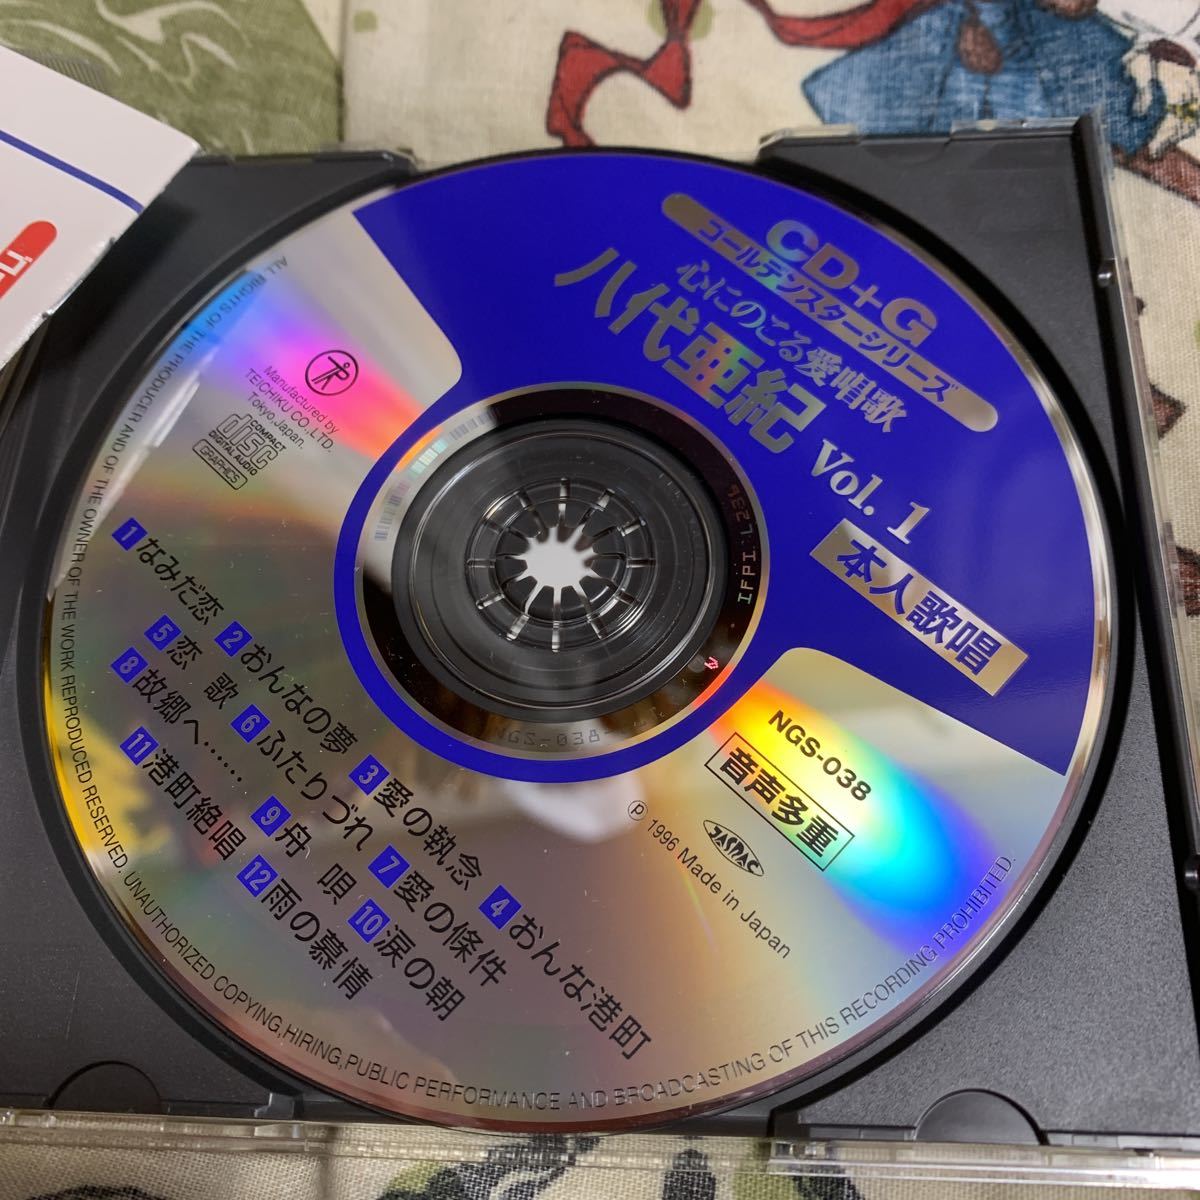 CD+G
ゴールデンスターシリーズ
心にのこる愛唱歌
八代亜紀 Vol. 1
本人歌唱
NGS-038
音声多重
JASRAC
℗ 1996 Made in Japan
Manufactured by
TEICHIKU CO., LTD.
Tokyo, Japan.
COMPACT
disc
DIGITAL AUDIO
GRAPHICS
1 なみだ恋 2 おんなの夢 3 愛の執念 4 おんな港町
5 恋歌 6 ふたりづれ 7 愛の條件
8 故郷へ…… 9 舟唄 10 涙の朝
11 港町絶唱 12 雨の慕情
ALL RIGHTS OF THE PRODUCER AND OF THE OWNER OF THE WORK REPRODUCED RESERVED. UNAUTHORIZED COPYING, HIRING, PUBLIC PERFORMANCE AND BROADCASTING OF THIS RECORDING PROHIBITED.
IFPI L236